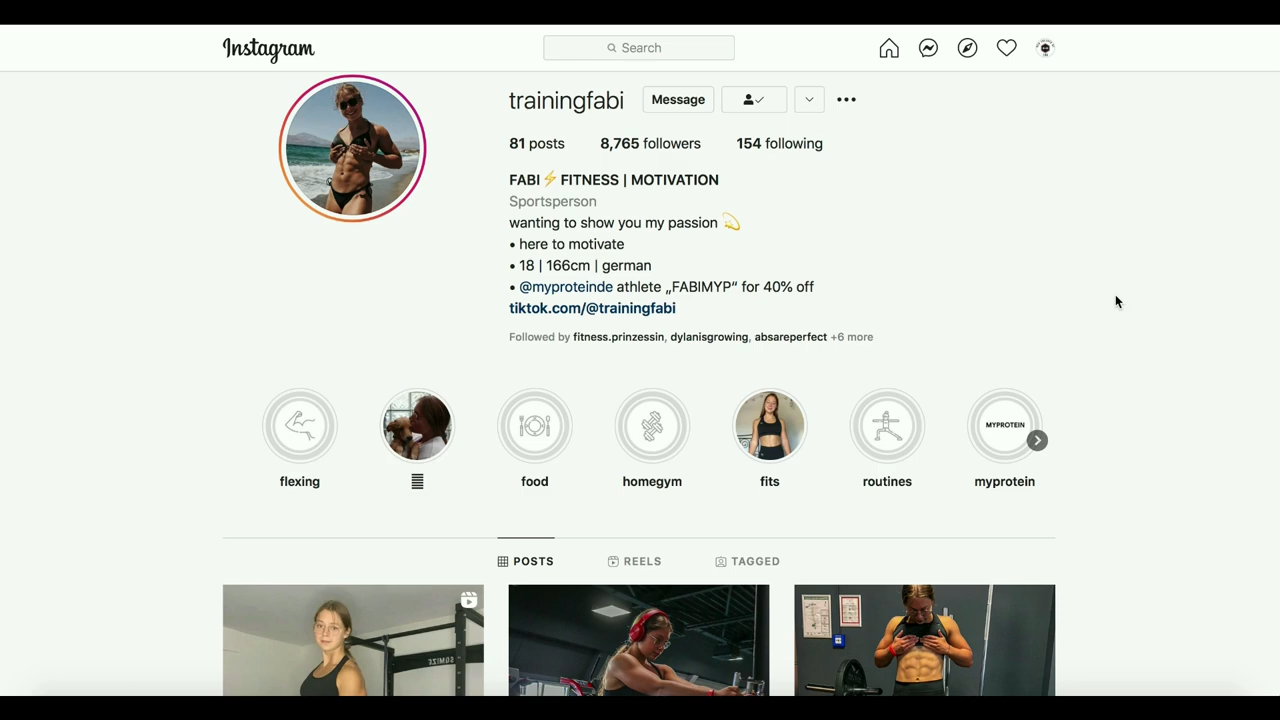 Instagram
Search
trainingfabi
Message
81 posts 8,765 followers 154 following
FABI⚡FITNESS | MOTIVATION
Sportsperson
wanting to show you my passion 💫
• here to motivate
• 18 | 166cm | german
• @myproteinde athlete „FABIMYP“ for 40% off
tiktok.com/@trainingfabi
Followed by fitness.prinzessin, dylanisgrowing, absareperfect +6 more
MYPROTEIN
flexing
food
homegym
fits
routines
myprotein
POSTS
REELS
TAGGED